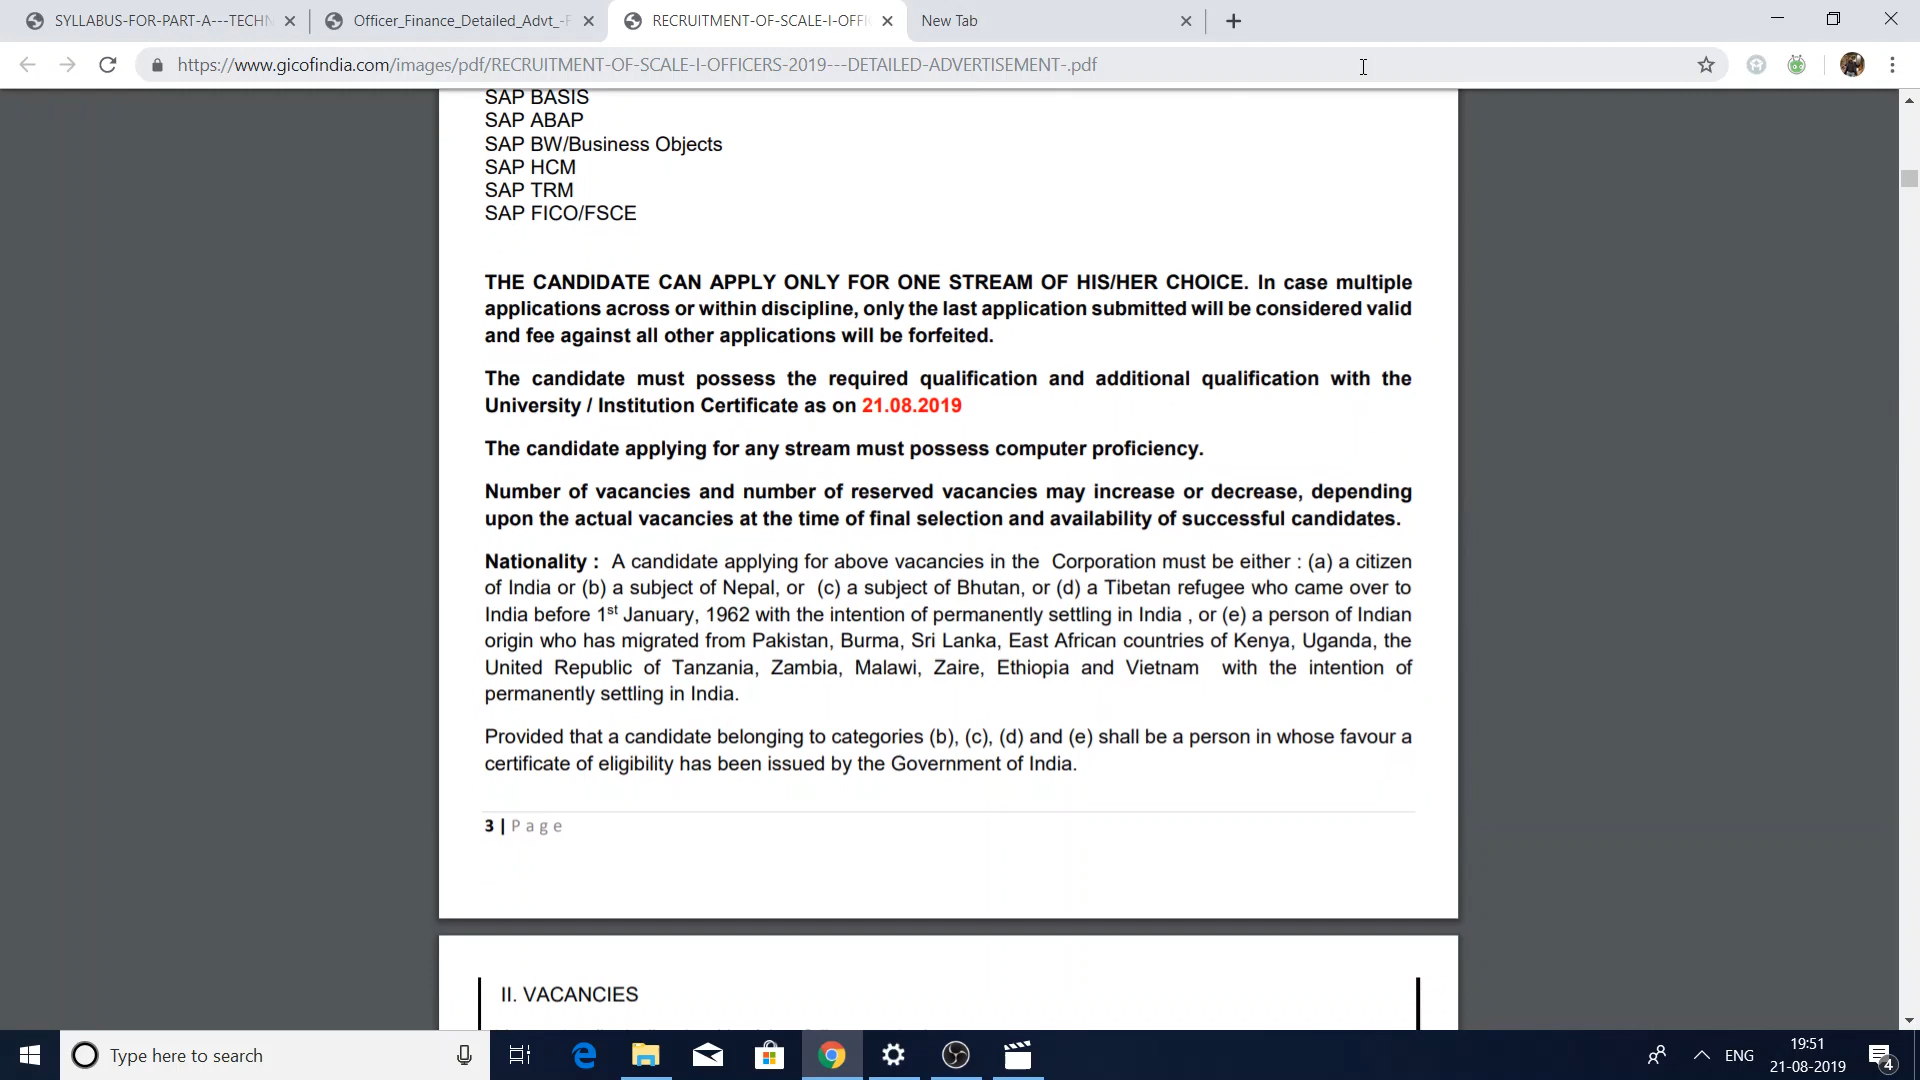 SYLLABUS-FOR-PART-A---TECHN
Officer_Finance_Detailed_Advt_-F
RECRUITMENT-OF-SCALE-I-OFFI
New Tab
https://www.gicofindia.com/images/pdf/RECRUITMENT-OF-SCALE-I-OFFICERS-2019---DETAILED-ADVERTISEMENT-.pdf
SAP BASIS
SAP ABAP
SAP BW/Business Objects
SAP HCM
SAP TRM
SAP FICO/FSCE
THE CANDIDATE CAN APPLY ONLY FOR ONE STREAM OF HIS/HER CHOICE. In case multiple
applications across or within discipline, only the last application submitted will be considered valid
and fee against all other applications will be forfeited.
The candidate must possess the required qualification and additional qualification with the
University / Institution Certificate as on 21.08.2019
The candidate applying for any stream must possess computer proficiency.
Number of vacancies and number of reserved vacancies may increase or decrease, depending
upon the actual vacancies at the time of final selection and availability of successful candidates.
Nationality : A candidate applying for above vacancies in the Corporation must be either : (a) a citizen
of India or (b) a subject of Nepal, or (c) a subject of Bhutan, or (d) a Tibetan refugee who came over to
India before 1st January, 1962 with the intention of permanently settling in India , or (e) a person of Indian
origin who has migrated from Pakistan, Burma, Sri Lanka, East African countries of Kenya, Uganda, the
United Republic of Tanzania, Zambia, Malawi, Zaire, Ethiopia and Vietnam with the intention of
permanently settling in India.
Provided that a candidate belonging to categories (b), (c), (d) and (e) shall be a person in whose favour a
certificate of eligibility has been issued by the Government of India.
3 | Page
II. VACANCIES
Type here to search
ENG
19:51
21-08-2019
4